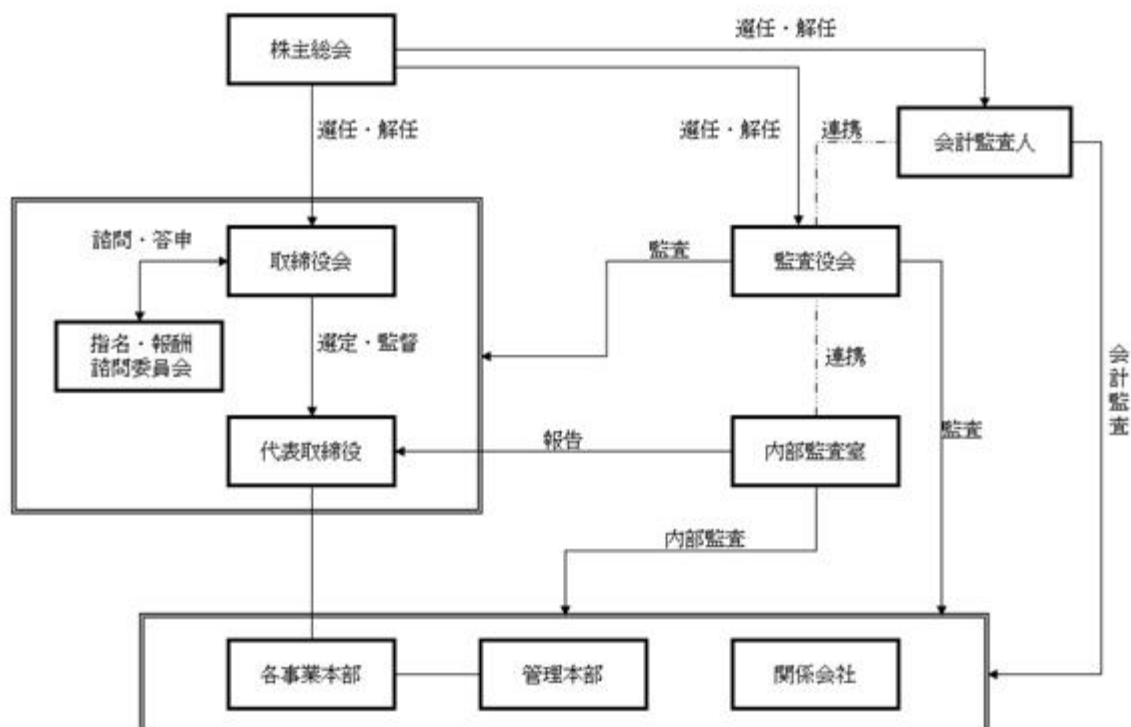 選任・解任
株主総会
選任・解任
選任・解任
連携
会計監査人
諮問・答申
取締役会
監査
監査役会
指名・報酬
諮問委員会
選定・監督
連携
会計監査
代表取締役
報告
内部監査室
監査
内部監査
各事業本部
管理本部
関係会社